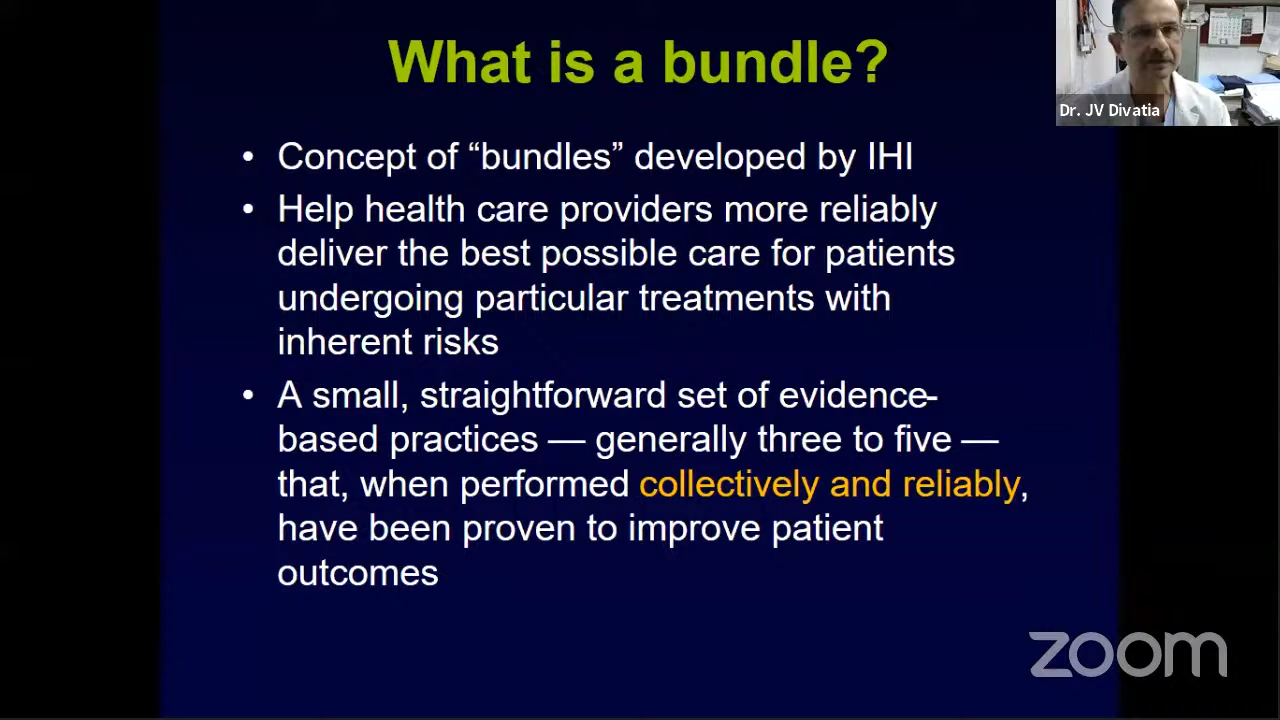 What is a bundle?
Dr. JV Divatia
• Concept of “bundles” developed by IHI
• Help health care providers more reliably
deliver the best possible care for patients
undergoing particular treatments with
inherent risks
• A small, straightforward set of evidence-
based practices — generally three to five —
that, when performed collectively and reliably,
have been proven to improve patient
outcomes
zoom